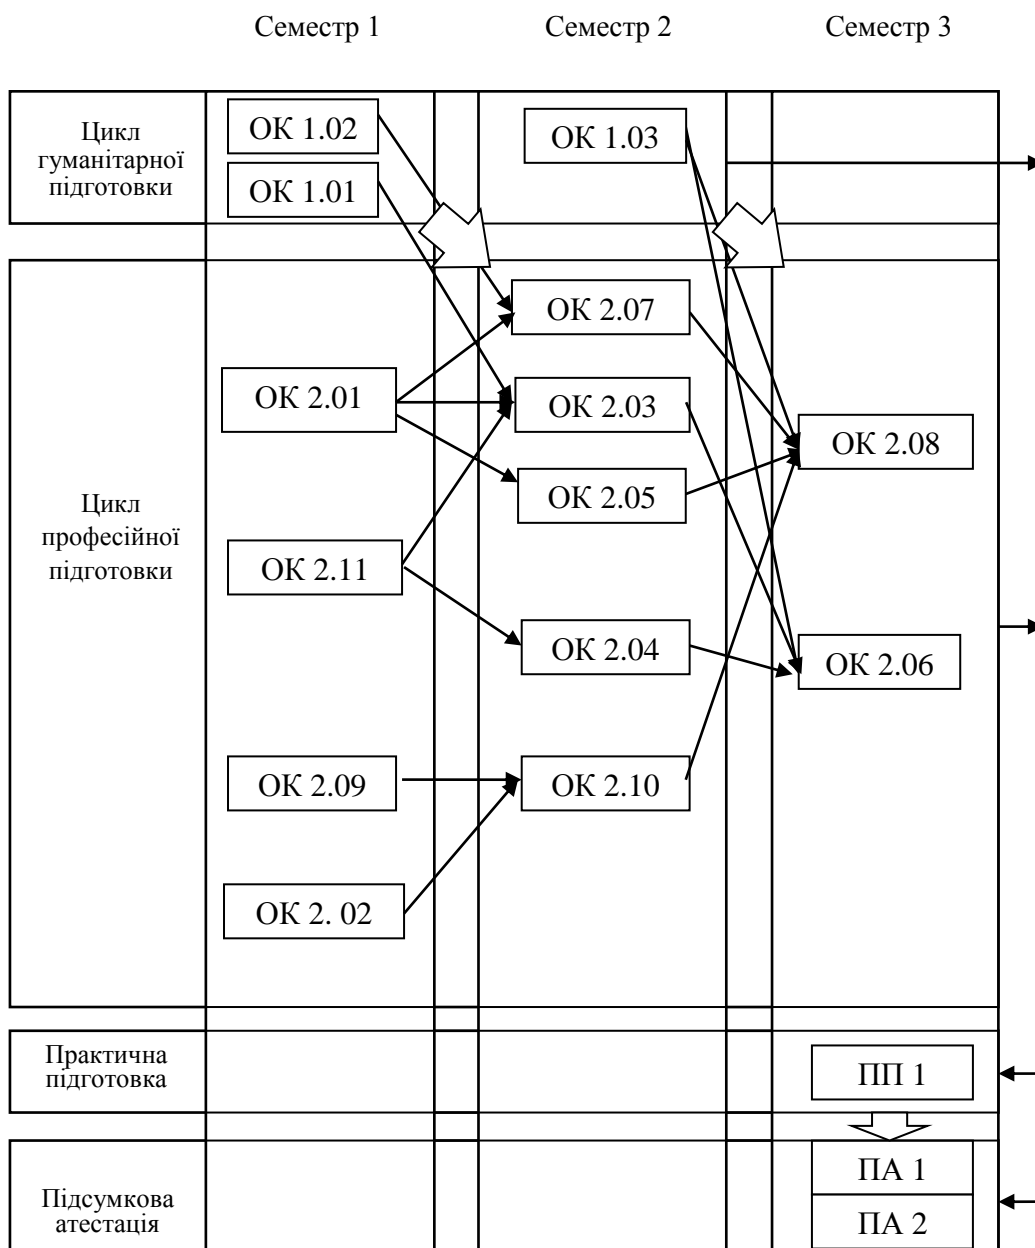 Семестр 1
Семестр 2
Семестр 3
Цикл
гуманітарної
підготовки
ОК 1.02
ОК 1.01
ОК 1.03
Цикл
професійної
підготовки
ОК 2.01
ОК 2.11
ОК 2.09
ОК 2. 02
ОК 2.07
ОК 2.03
ОК 2.05
ОК 2.04
ОК 2.10
ОК 2.08
ОК 2.06
Практична
підготовка
ПП 1
Підсумкова
атестація
ПА 1
ПА 2